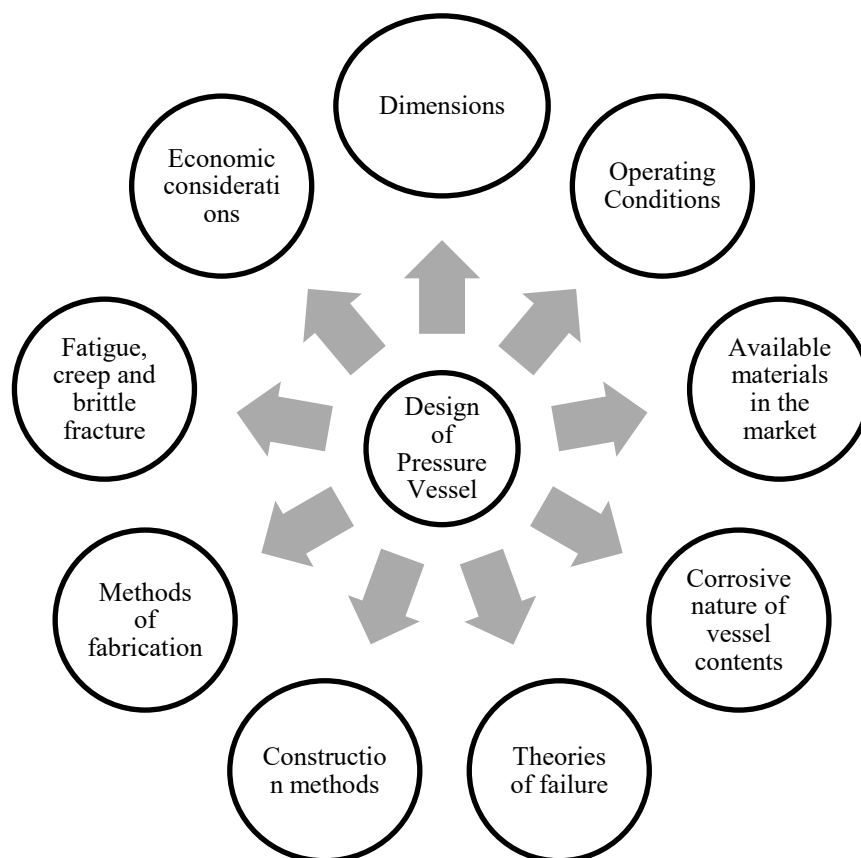 Dimensions
Operating
Conditions
Available
materials
in the
market
Corrosive
nature of
vessel
contents
Theories
of failure
Constructio
n methods
Methods
of
fabrication
Fatigue,
creep and
brittle
fracture
Economic
considerati
ons
Design
of
Pressure
Vessel